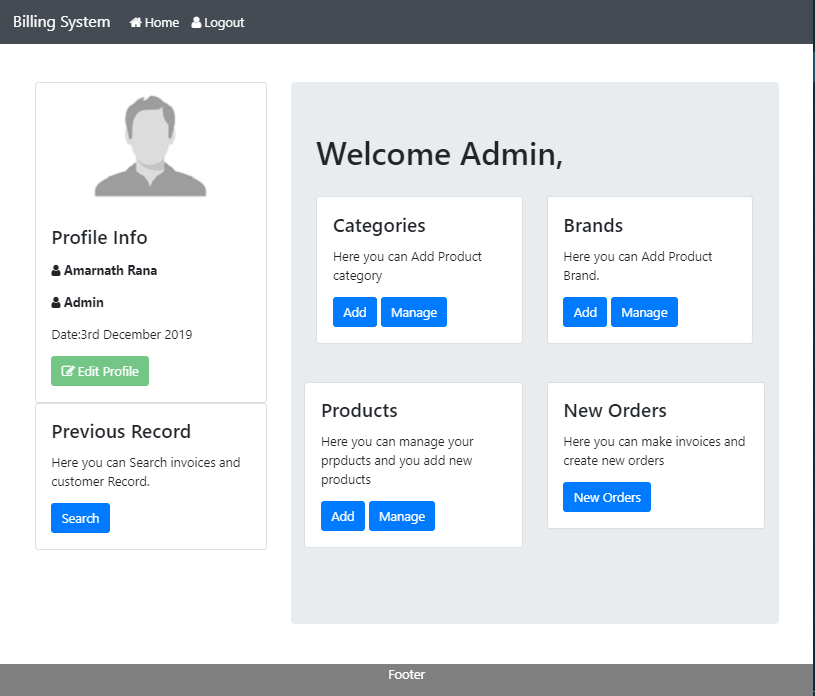 Billing System Home Logout
Profile Info
Amarnath Rana
Admin
Date:3rd December 2019
Edit Profile
Previous Record
Here you can Search invoices and
customer Record.
Search
Welcome Admin,
Categories
Here you can Add Product
category
Add Manage
Brands
Here you can Add Product
Brand.
Add Manage
Products
Here you can manage your
prpducts and you add new
products
Add Manage
New Orders
Here you can make invoices and
create new orders
New Orders
Footer